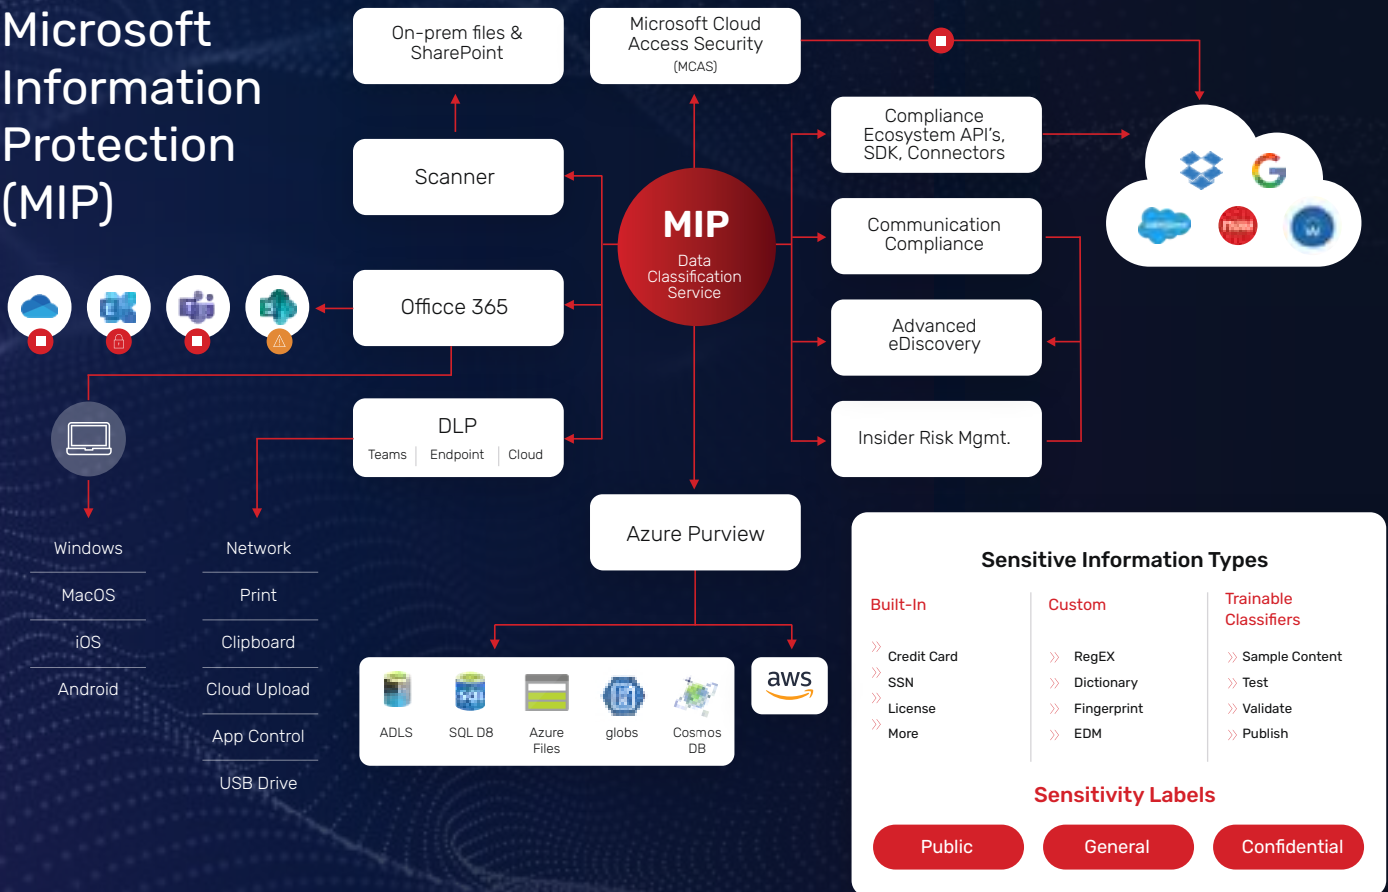 Microsoft
Information
Protection
(MIP)
On-prem files &
SharePoint
Microsoft Cloud
Access Security
(MCAS)
Scanner
Officce 365
DLP
Teams
Endpoint
Cloud
MIP
Data
Classification
Service
Compliance
Ecosystem API's,
SDK, Connectors
Communication
Compliance
Advanced
eDiscovery
Insider Risk Mgmt.
Windows
MacOS
iOS
Android
Network
Print
Clipboard
Cloud Upload
App Control
USB Drive
Azure Purview
SQL
ADLS
SQL D8
Azure
Files
globs
Cosmos
DB
aws
Sensitive Information Types
Built-In
Credit Card
SSN
License
More
Custom
RegEX
Dictionary
Fingerprint
EDM
Trainable
Classifiers
Sample Content
Test
Validate
Publish
Sensitivity Labels
Public
General
Confidential